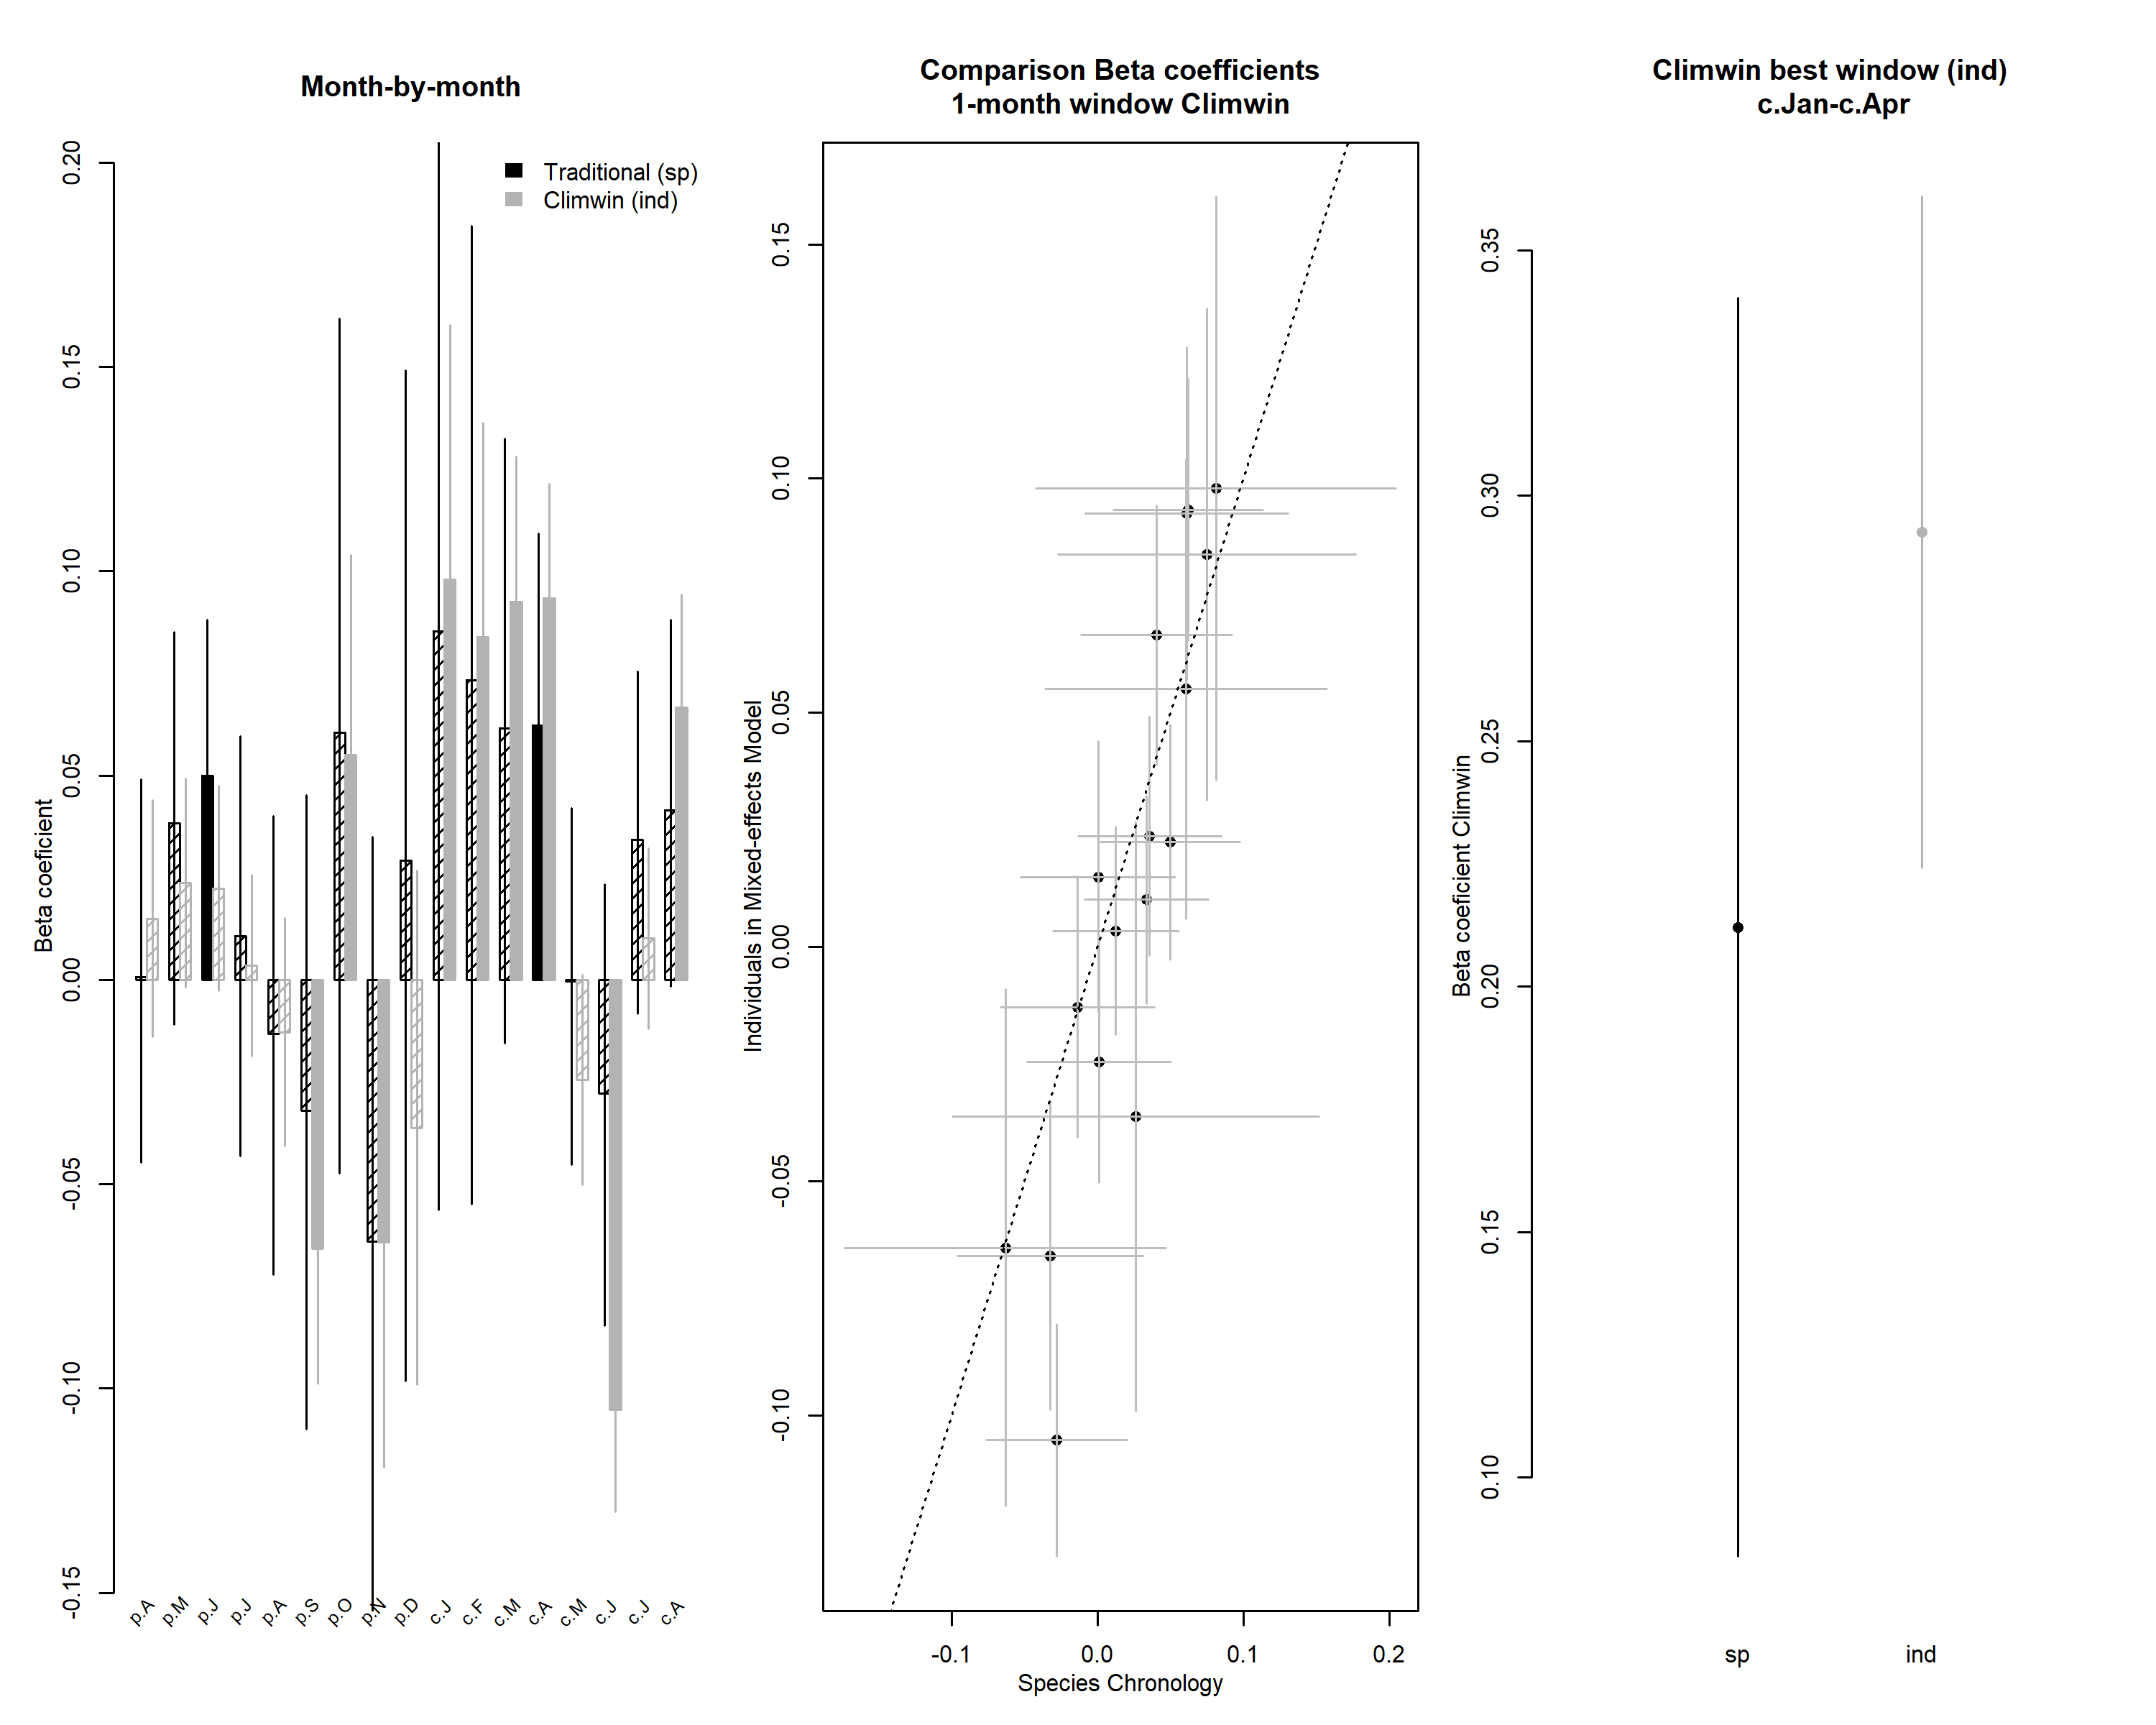 Month-by-month
Traditional (sp)
Climwin (ind)
Beta coeficient
0.20
0.15
0.10
0.05
0.00
-0.05
-0.10
-0.15
p.A
p.M
p.J
p.J
p.A
p.S
p.O
p.N
p.D
c.J
c.F
c.M
c.A
c.M
c.J
c.J
c.A
Comparison Beta coefficients
1-month window Climwin
Individuals in Mixed-effects Model
0.15
0.10
0.05
0.00
-0.05
-0.10
-0.1
0.0
0.1
0.2
Species Chronology
Climwin best window (ind)
c.Jan-c.Apr
Beta coeficient Climwin
0.35
0.30
0.25
0.20
0.15
0.10
sp
ind